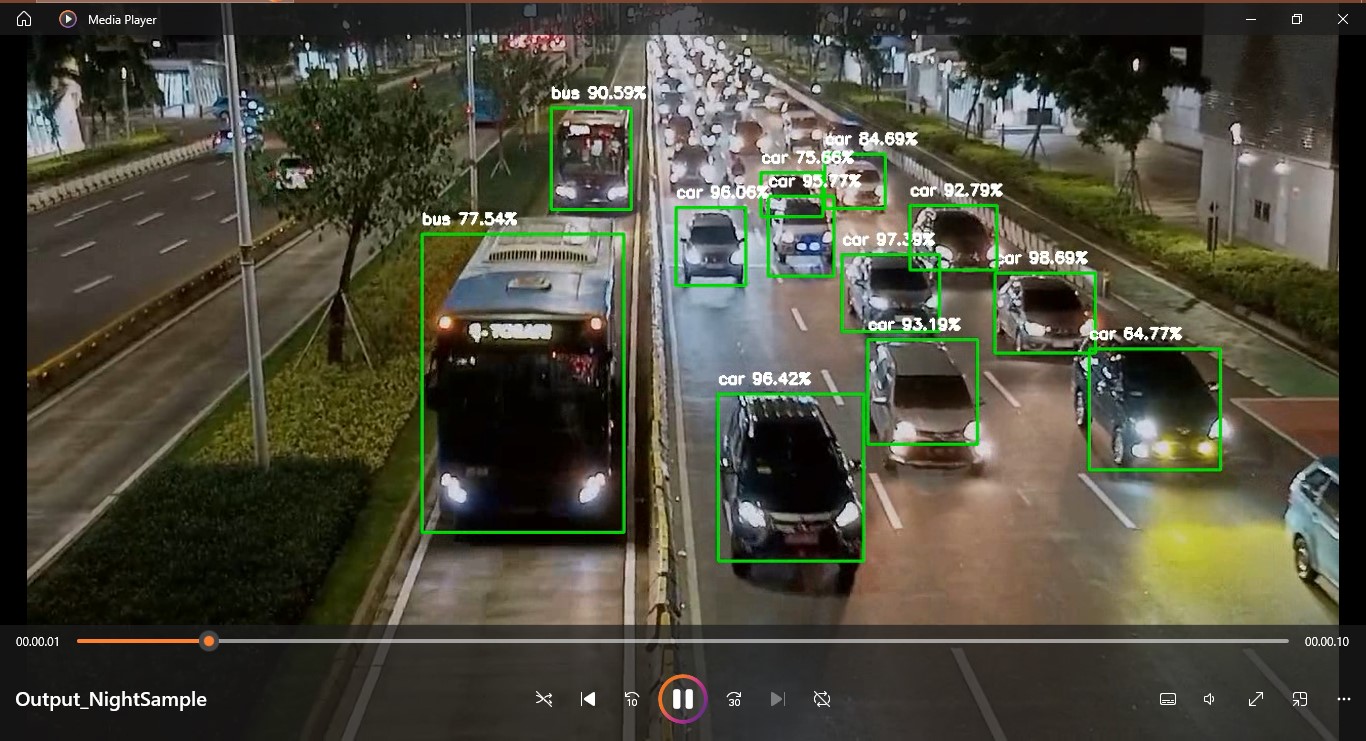 Media Player
bus 90.59%
car 84.69%
car 75.66%
car 95.77%
car 96.06%
car 92.79%
bus 77.54%
car 97.39%
car 98.69%
car 93.19%
car 64.77%
car 96.42%
00.00.01
00.00.10
Output_NightSample
10
30